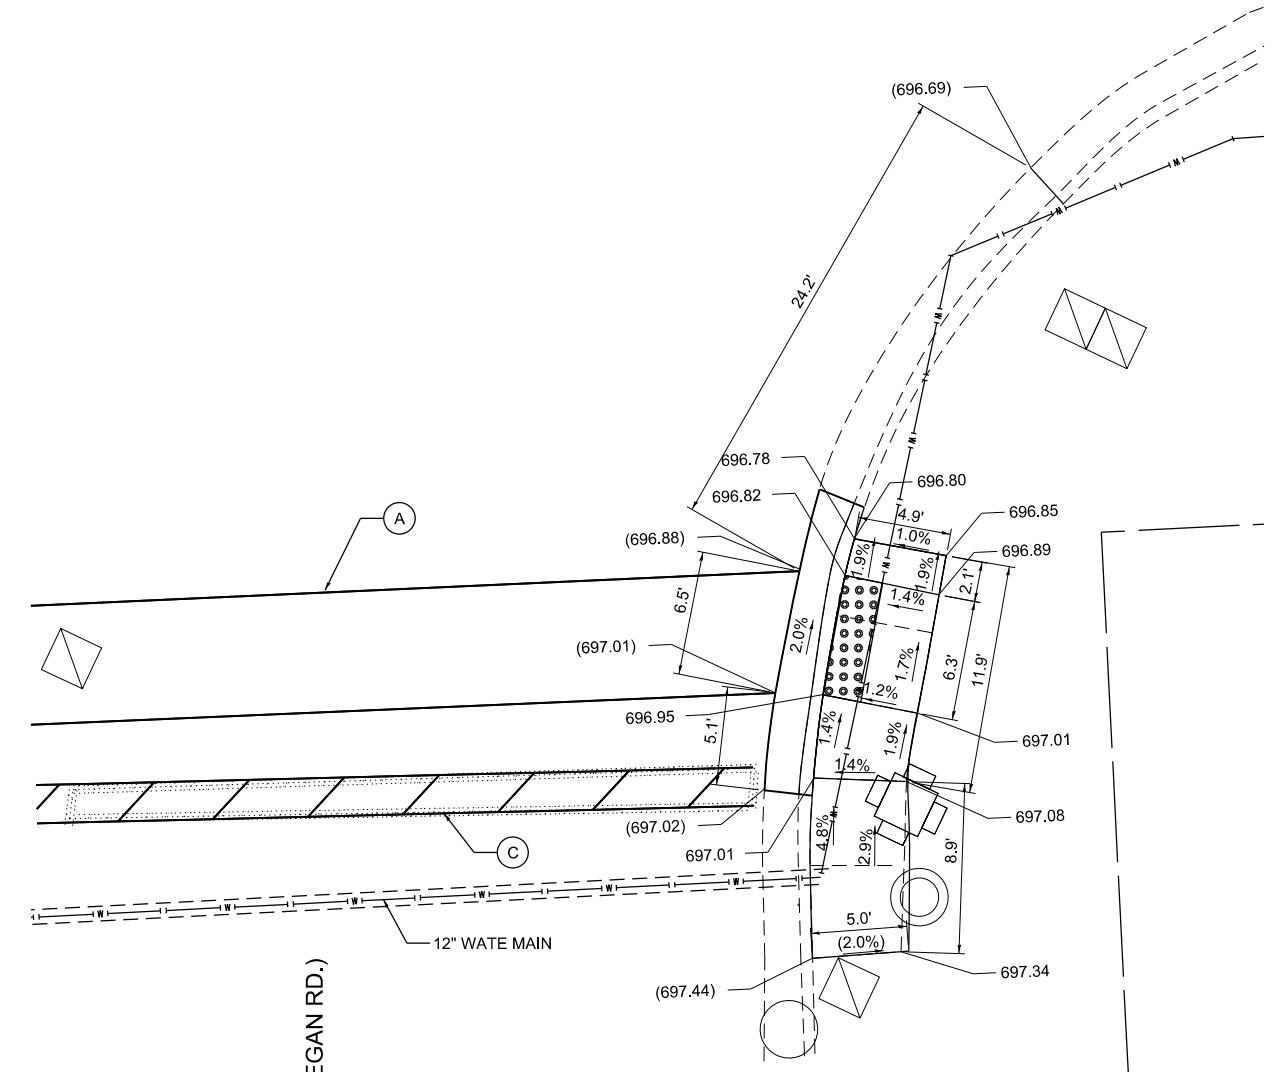 (696.69)
W
W
24.2'
W
W
696.78
696.80
696.82
4.9'
696.85
1.0%
A
(696.88)
696.89
1.9%
W
1.9%
2.1'
6.5'
1.4%
2.0%
(697.01)
1.7%
6.3'
11.9'
1.2%
696.95
5.1'
1.4%
1.9%
697.01
1.4%
W
697.08
(697.02)
4.8%
2.9%
8.9'
C
697.01
W
W
W
W
W
W
5.0'
12" WATE MAIN
(2.0%)
697.34
(697.44)
EGAN RD.)